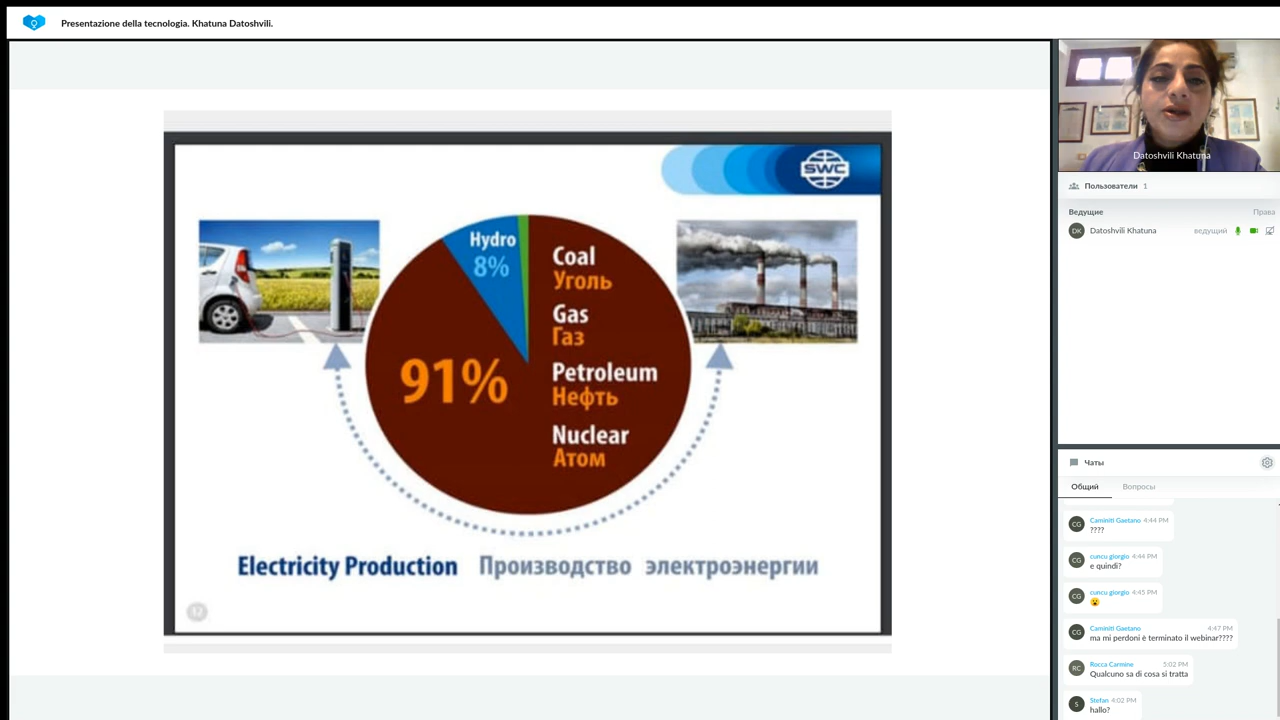 Presentazione della tecnologia. Khatuna Datoshvili.
SWC
Hydro
8%
91%
Coal
Уголь
Gas
Газ
Petroleum
Нефть
Nuclear
Атом
Electricity Production Производство электроэнергии
12
Datoshvili Khatuna
Пользователи 1
Ведущие Права
DK Datoshvili Khatuna ведущий
Чаты
Общий Вопросы
CG Caminiti Gaetano 4:44 PM
????
CG cuncu giorgio 4:44 PM
e quindi?
CG cuncu giorgio 4:45 PM
😮
CG Caminiti Gaetano 4:47 PM
ma mi perdoni è terminato il webinar????
RC Rocca Carmine 5:02 PM
Qualcuno sa di cosa si tratta
S Stefan 4:02 PM
hallo?